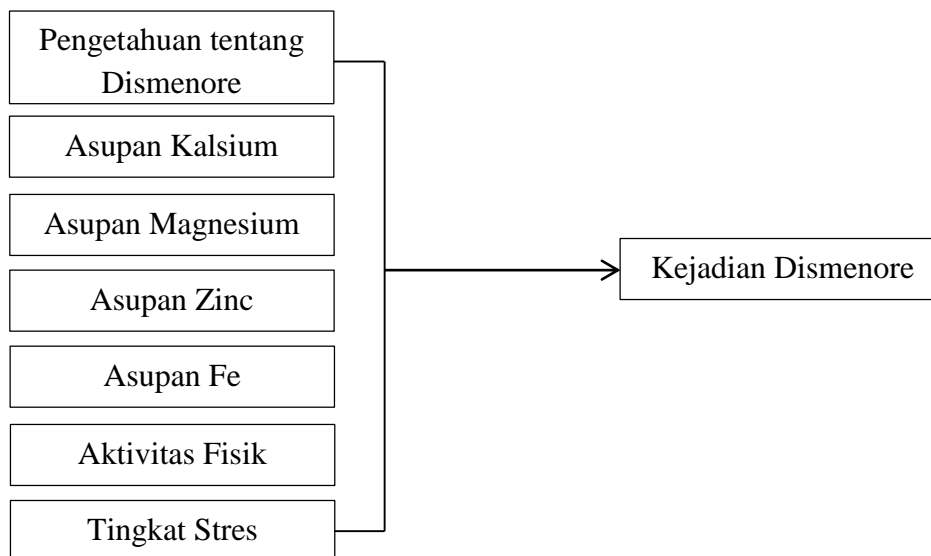 Pengetahuan tentang
Dismenore
Asupan Kalsium
Asupan Magnesium
Asupan Zinc
Asupan Fe
Aktivitas Fisik
Tingkat Stres
Kejadian Dismenore